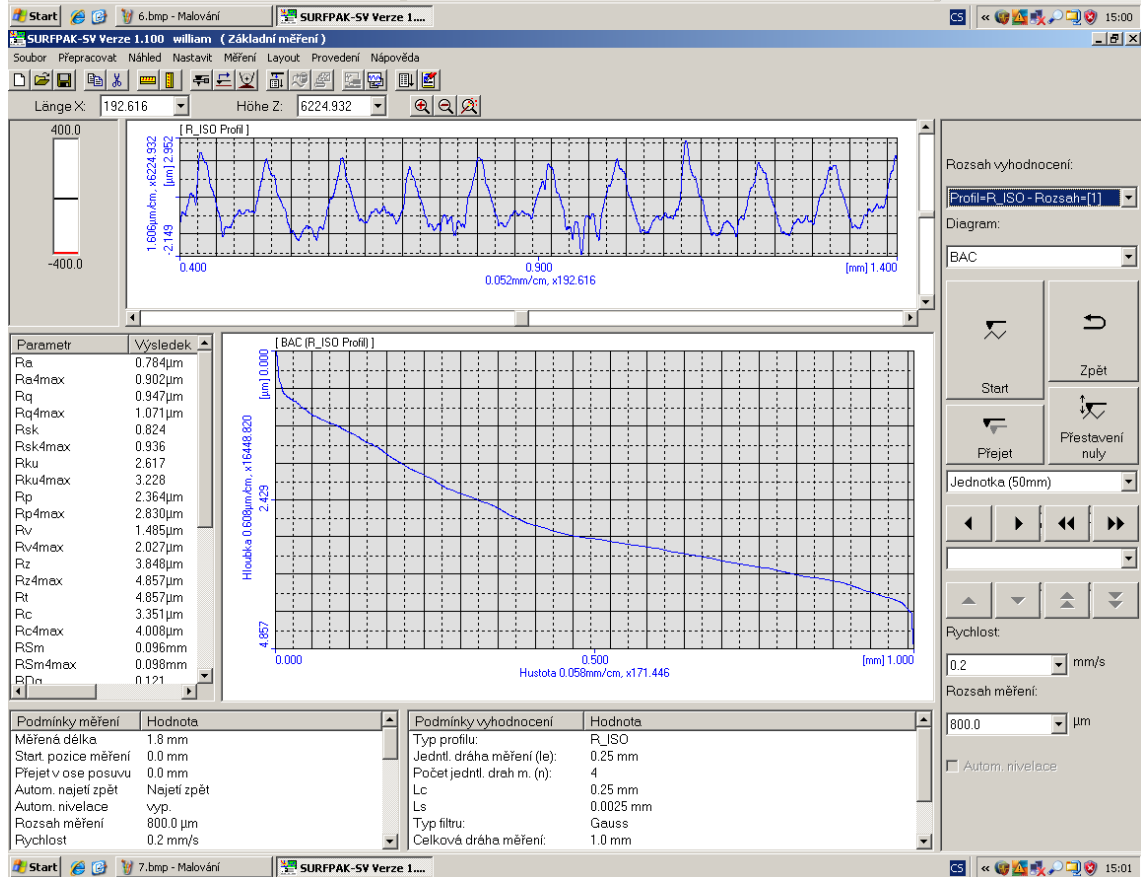 Start 6.bmp - Malování SURFPAK-SV Verze 1.... CS « 15:00
SURFPAK-SV Verze 1.100 william ( Základní měření )
Soubor Přepracovat Náhled Nastavit Měření Layout Provedení Nápověda
Länge X: 192.616 Höhe Z: 6224.932
400.0
-400.0
[ R_ISO Profil ]
1.606µm/cm, x6224.932
-2.149 [µm] 2.952
0.400 0.900 [mm] 1.400
0.052mm/cm, x192.616
Parametr Výsledek
Ra 0.784µm
Ra4max 0.902µm
Rq 0.947µm
Rq4max 1.071µm
Rsk 0.824
Rsk4max 0.936
Rku 2.617
Rku4max 3.228
Rp 2.364µm
Rp4max 2.830µm
Rv 1.485µm
Rv4max 2.027µm
Rz 3.848µm
Rz4max 4.857µm
Rt 4.857µm
Rc 3.351µm
Rc4max 4.008µm
RSm 0.096mm
RSm4max 0.098mm
RDq 0.121
[ BAC (R_ISO Profil) ]
Hloubka 0.608µm/cm, x16448.820
4.857 2.429 [µm] 0.000
0.000 0.500 [mm] 1.000
Hustota 0.058mm/cm, x171.446
Rozsah vyhodnocení:
Profil=R_ISO - Rozsah=[1]
Diagram:
BAC
Start
Zpět
Přejet
Přestavení
nuly
Jednotka (50mm)
Rychlost:
0.2 mm/s
Rozsah měření:
800.0 µm
Autom. nivelace
Podmínky měření Hodnota
Měřená délka 1.8 mm
Start. pozice měření 0.0 mm
Přejet v ose posuvu 0.0 mm
Autom. najetí zpět Najetí zpět
Autom. nivelace vyp.
Rozsah měření 800.0 µm
Rychlost 0.2 mm/s
Podmínky vyhodnocení Hodnota
Typ profilu: R_ISO
Jedntl. dráha měření (le): 0.25 mm
Počet jedntl. drah m. (n): 4
Lc 0.25 mm
Ls 0.0025 mm
Typ filtru: Gauss
Celková dráha měření: 1.0 mm
Start 7.bmp - Malování SURFPAK-SV Verze 1.... CS « 15:01